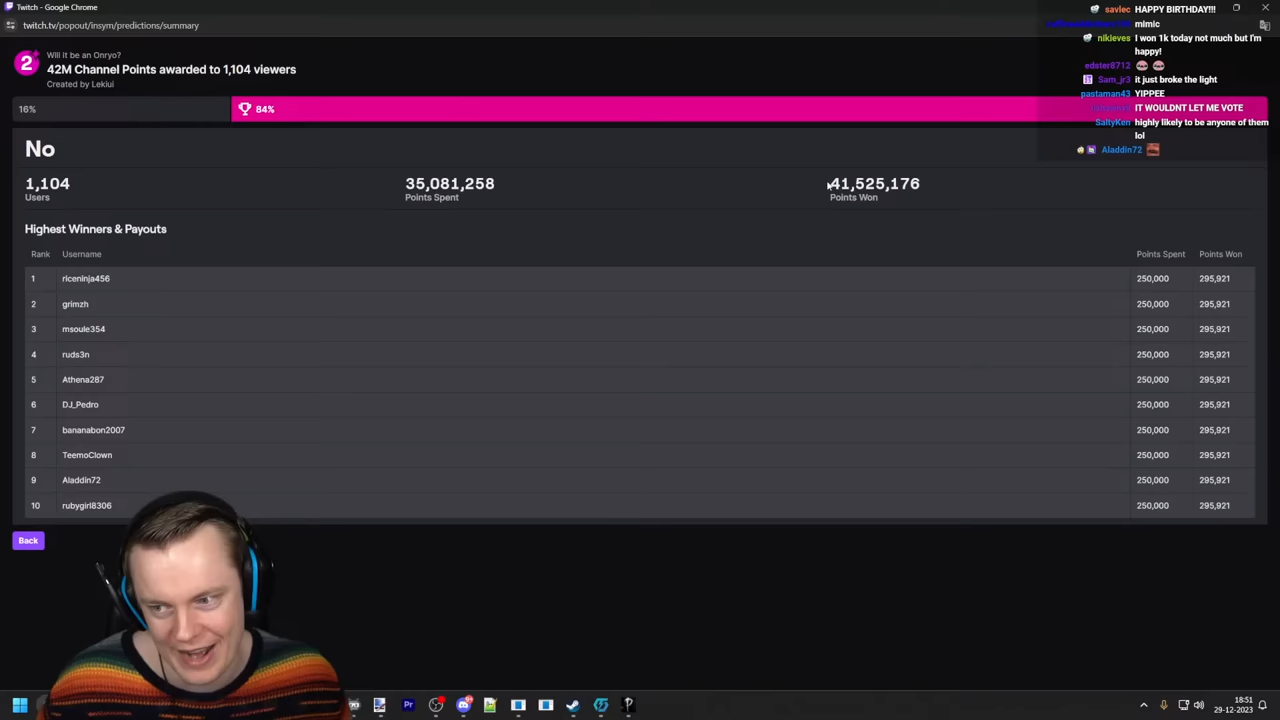 Twitch - Google Chrome
twitch.tv/popout/insym/predictions/summary
2
Will it be an Onryo?
42M Channel Points awarded to 1,104 viewers
Created by Lekiui
16%
84%
No
1,104
Users
35,081,258
Points Spent
41,525,176
Points Won
Highest Winners & Payouts
Rank Username Points Spent Points Won
1 riceninja456 250,000 295,921
2 grimzh 250,000 295,921
3 msoule354 250,000 295,921
4 ruds3n 250,000 295,921
5 Athena287 250,000 295,921
6 DJ_Pedro 250,000 295,921
7 bananabon2007 250,000 295,921
8 TeemoClown 250,000 295,921
9 Aladdin72 250,000 295,921
10 rubygirl8306 250,000 295,921
Back
savlec HAPPY BIRTHDAY!!!
mimic
nikieves I won 1k today not much but I'm
happy!
edster8712
Sam_jr3 it just broke the light
pastaman43 YIPPEE
IT WOULDNT LET ME VOTE
SaltyKen highly likely to be anyone of them
lol
Aladdin72
18:51
29-12-2023